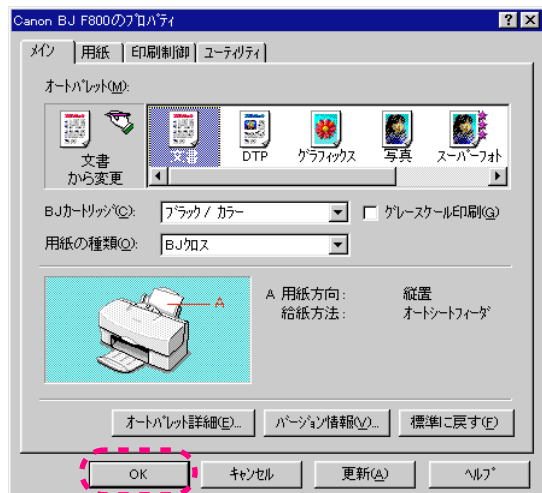 Canon BJ F800のﾌﾟﾛﾊﾟﾃｨ
ﾒｲﾝ 用紙 印刷制御 ﾕｰﾃｨﾘﾃｨ
ｵｰﾄﾊﾟﾚｯﾄ(M):
文書から変更
文書 DTP ｸﾞﾗﾌｨｯｸｽ 写真 ｽｰﾊﾟｰﾌｫﾄ
BJｶｰﾄﾘｯｼﾞ(C): ﾌﾞﾗｯｸ / ｶﾗｰ ｸﾞﾚｰｽｹｰﾙ印刷(G)
用紙の種類(O): BJｸﾛｽ
A
A 用紙方向: 縦置
給紙方法: ｵｰﾄｼｰﾄﾌｨｰﾀﾞ
ｵｰﾄﾊﾟﾚｯﾄ詳細(E)... ﾊﾞｰｼﾞｮﾝ情報(V)... 標準に戻す(F)
OK ｷｬﾝｾﾙ 更新(A) ﾍﾙﾌﾟ